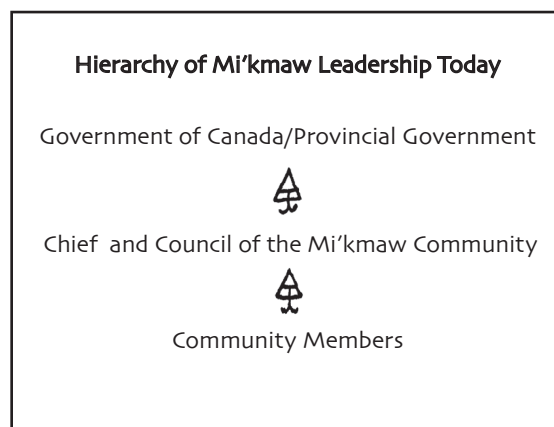 Hierarchy of Mi’kmaw Leadership Today
Government of Canada/Provincial Government
Chief and Council of the Mi’kmaw Community
Community Members